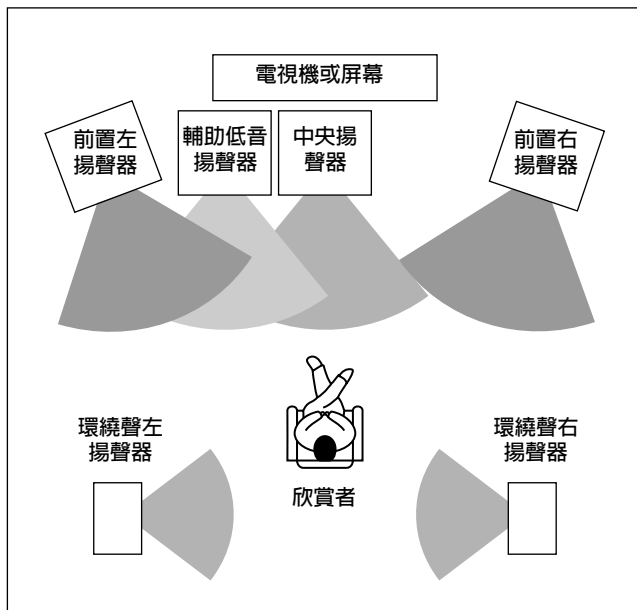 電視機或屏幕
前置左
揚聲器
輔助低音
揚聲器
中央揚
聲器
前置右
揚聲器
環繞聲左
揚聲器
環繞聲右
揚聲器
欣賞者